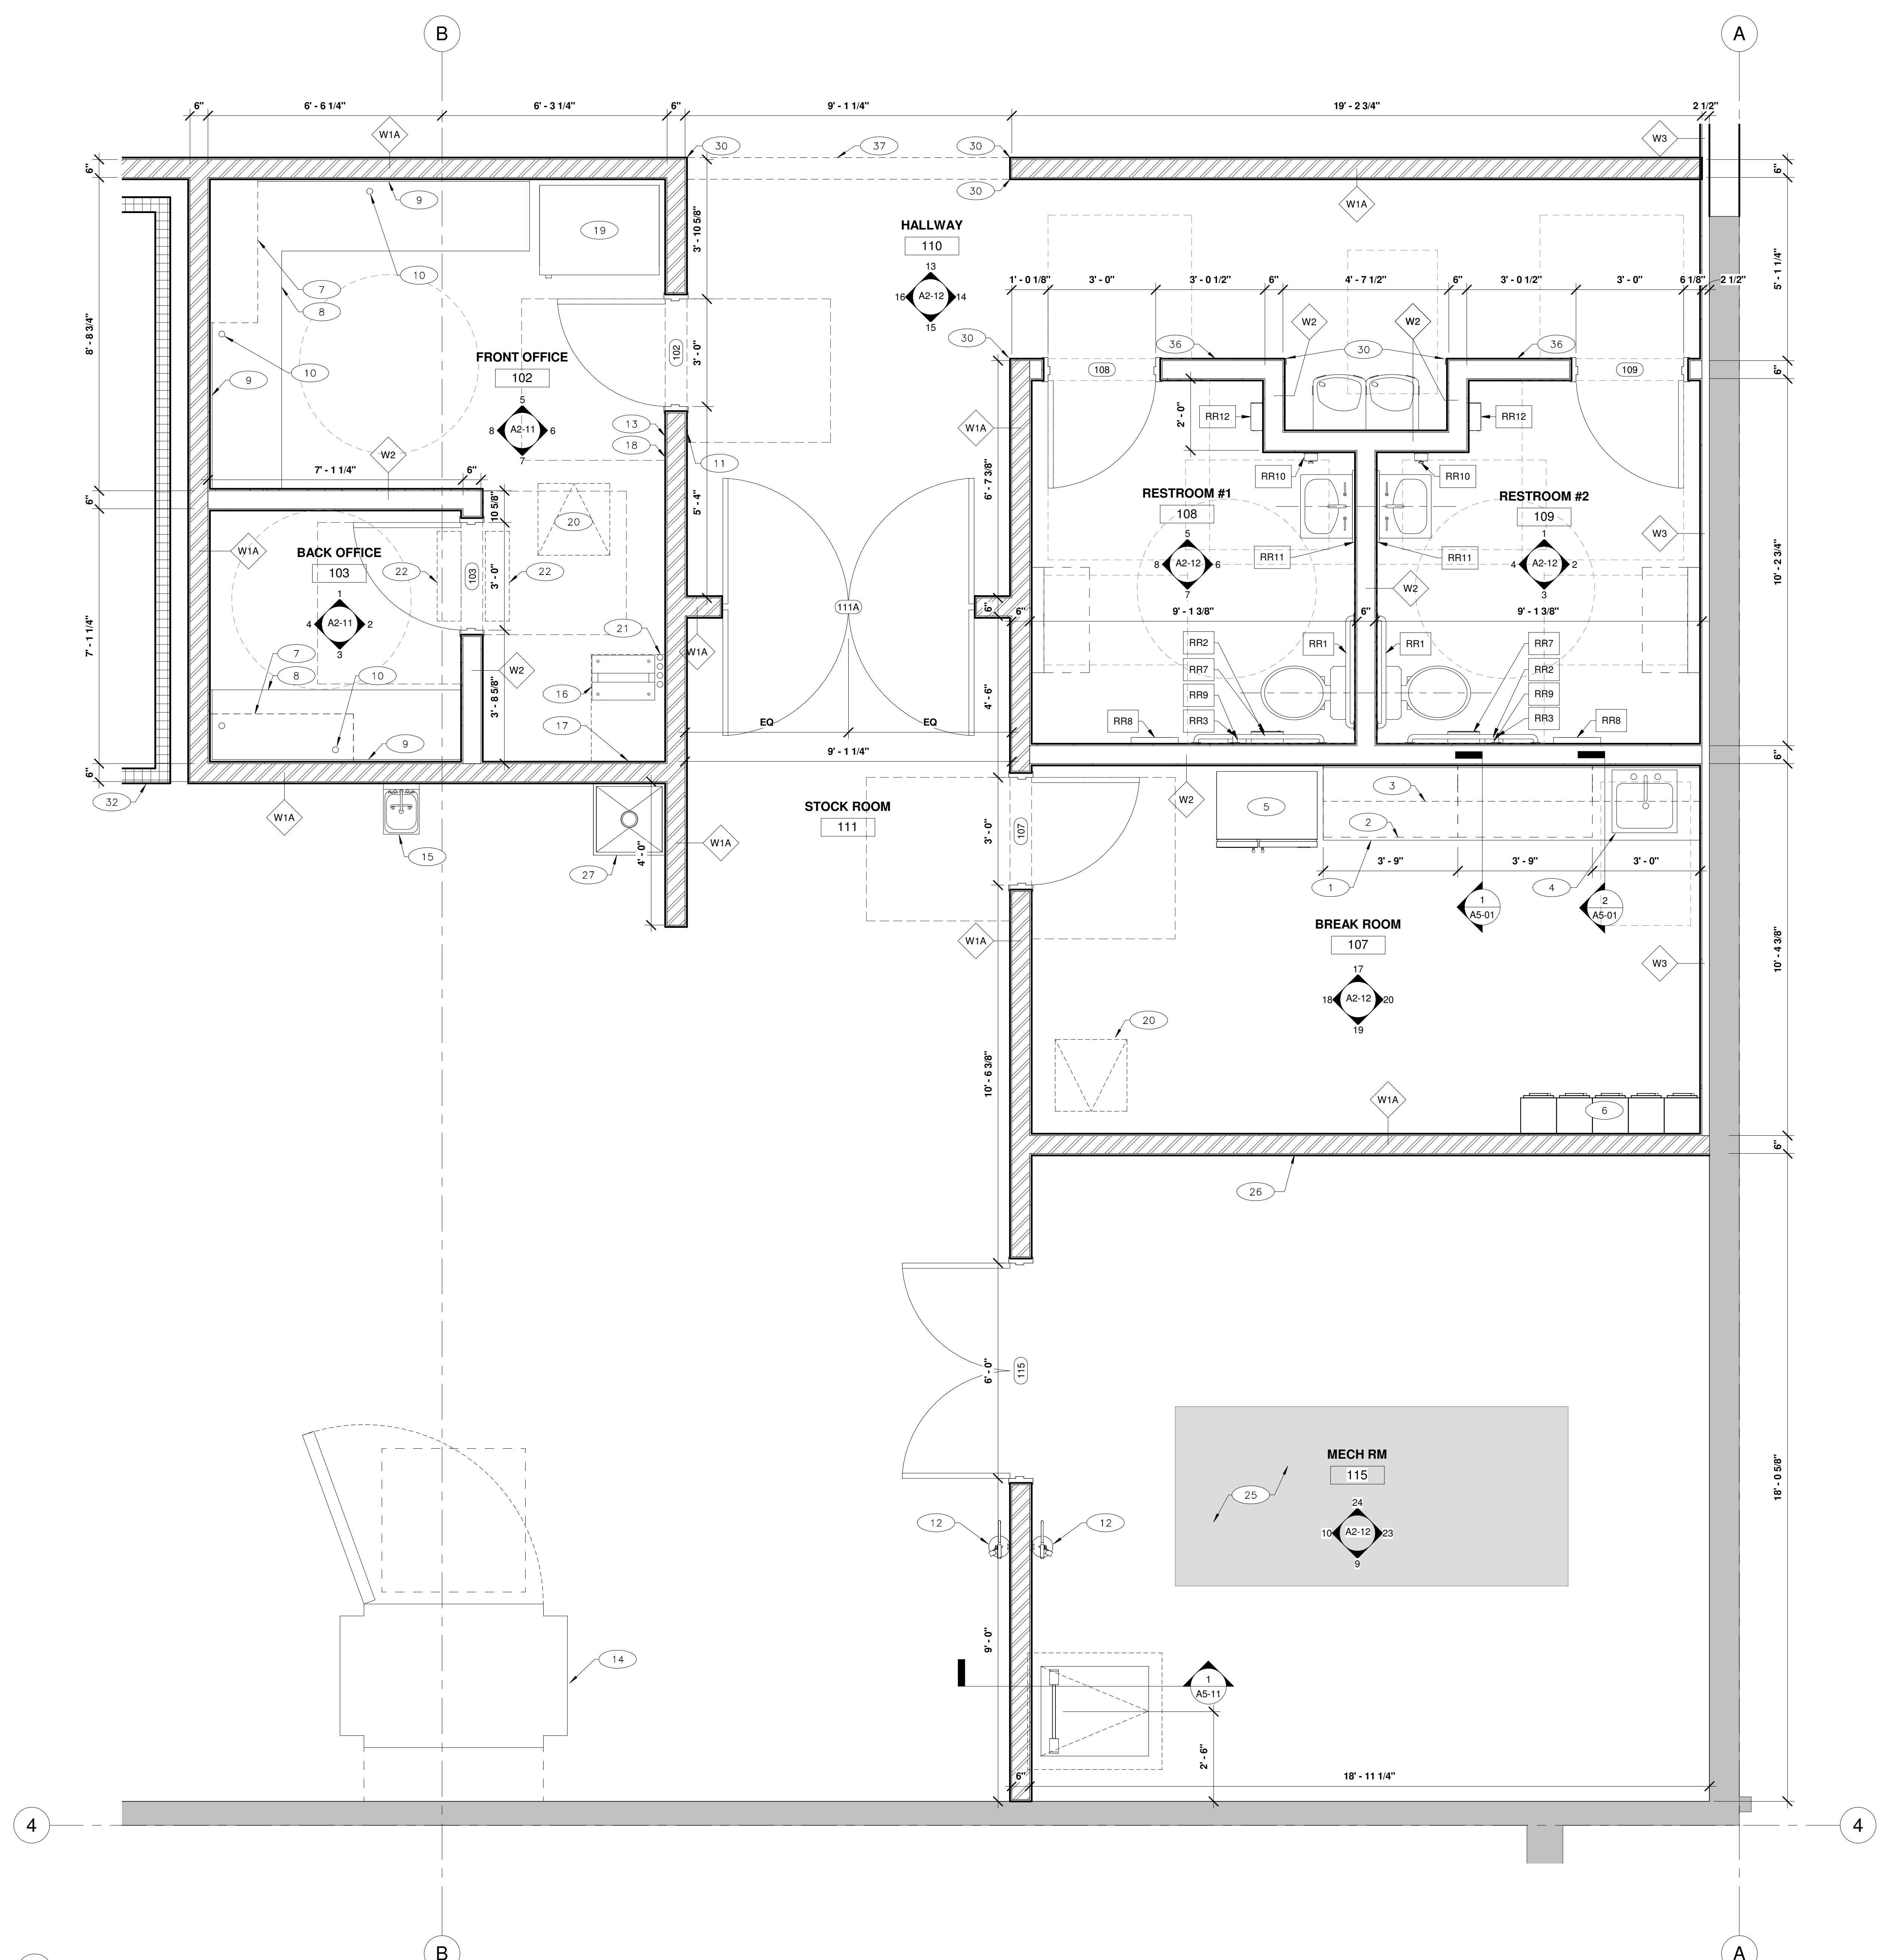 B
A
6"
6' - 6 1/4"
6' - 3 1/4"
6"
9' - 1 1/4"
19' - 2 3/4"
2 1/2"
W1A
30
37
30
W3
6"
6"
9
30
W1A
19
3' - 10 5/8"
HALLWAY
110
13
16
A2-12
14
15
10
7
8
1' - 0 1/8"
3' - 0"
3' - 0 1/2"
6"
4' - 7 1/2"
6"
3' - 0 1/2"
3' - 0"
6 1/8"
2 1/2"
5' - 1 1/4"
8' - 8 3/4"
W2
W2
30
36
30
36
FRONT OFFICE
102
102
3' - 0"
10
9
108
109
6"
5
8
A2-11
6
7
13
18
11
W1A
2' - 0"
RR12
RR12
W2
7' - 1 1/4"
6"
RR10
RR10
6' - 7 3/8"
RESTROOM #1
108
RESTROOM #2
109
6"
10 5/8"
5' - 4"
20
W3
10' - 2 3/4"
W1A
BACK OFFICE
103
22
103
3' - 0"
22
5
8
A2-12
6
7
RR11
RR11
1
4
A2-12
2
3
W2
1
4
A2-11
2
3
111A
6"
6"
9' - 1 3/8"
6"
9' - 1 3/8"
7' - 1 1/4"
21
W1A
7
8
10
W2
16
3' - 8 5/8"
RR2
RR1
RR1
RR7
RR7
RR2
RR9
RR9
RR8
RR3
RR3
RR8
4' - 6"
EQ
EQ
9
17
9' - 1 1/4"
6"
6"
32
W1A
15
27
4' - 0"
W1A
STOCK ROOM
111
W2
5
3
2
107
3' - 0"
3' - 9"
3' - 9"
3' - 0"
1
4
1
A5-01
2
A5-01
BREAK ROOM
107
W1A
W3
10' - 4 3/8"
17
18
A2-12
20
19
20
10' - 6 3/8"
W1A
6
6"
26
6' - 0"
115
MECH RM
115
25
24
10
A2-12
23
9
18' - 0 5/8"
12
12
9' - 0"
14
1
A5-11
2' - 6"
6"
18' - 11 1/4"
4
4
B
A